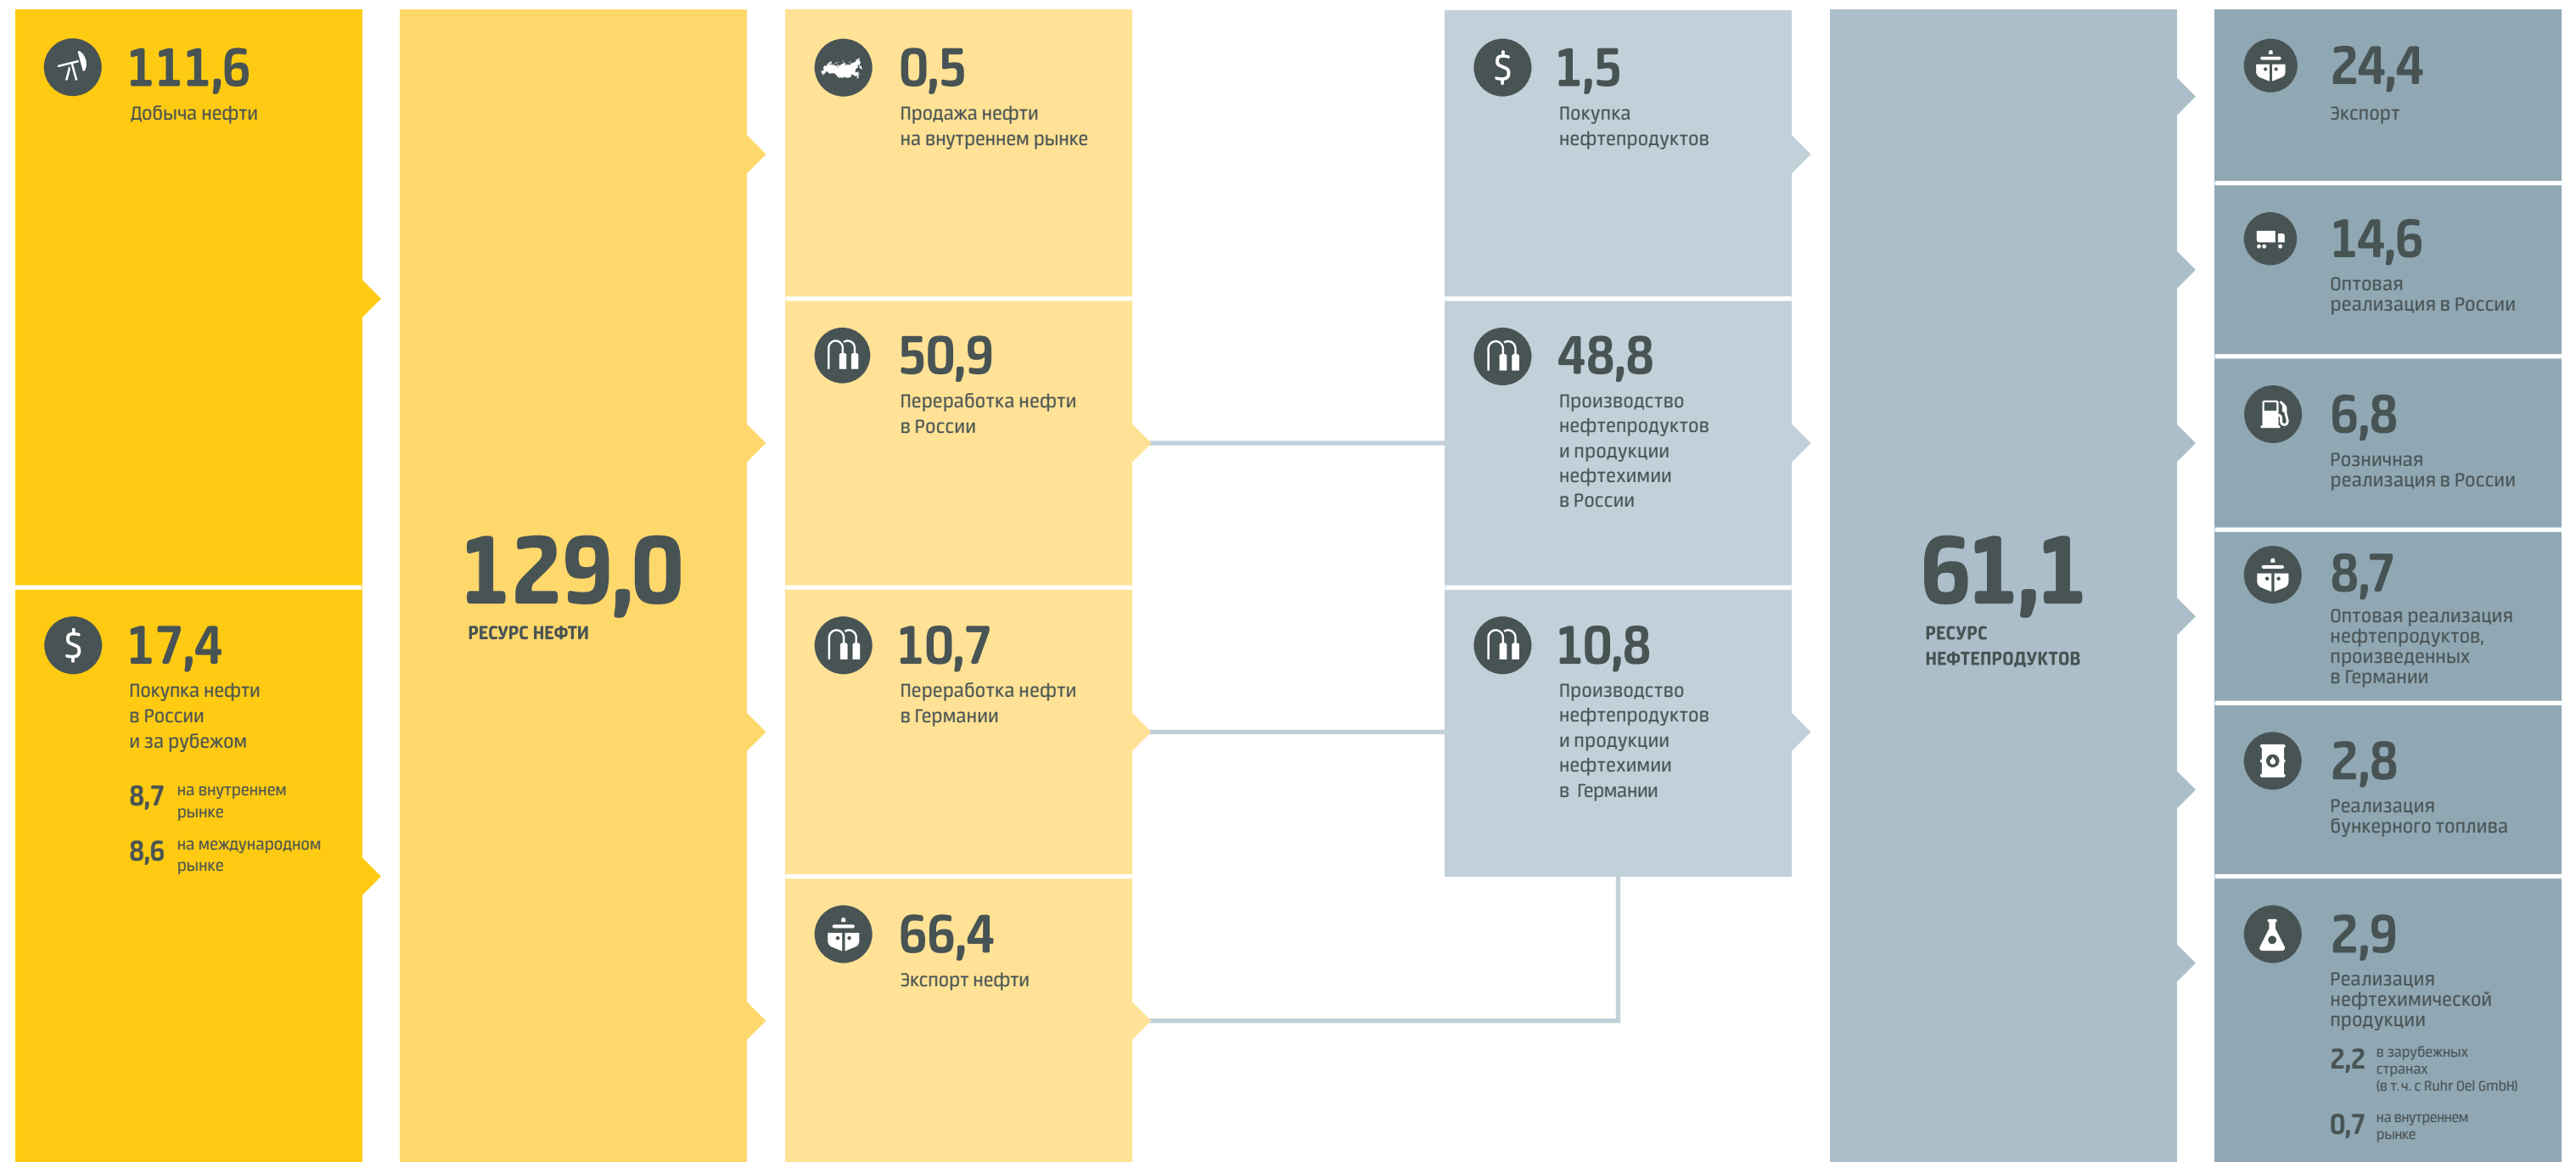 111,6
Добыча нефти
17,4
Покупка нефти
в России
и за рубежом
8,7 на внутреннем
рынке
8,6 на международном
рынке
129,0
РЕСУРС НЕФТИ
0,5
Продажа нефти
на внутреннем рынке
50,9
Переработка нефти
в России
10,7
Переработка нефти
в Германии
66,4
Экспорт нефти
$
1,5
Покупка
нефтепродуктов
48,8
Производство
нефтепродуктов
и продукции
нефтехимии
в России
10,8
Производство
нефтепродуктов
и продукции
нефтехимии
в Германии
61,1
РЕСУРС
НЕФТЕПРОДУКТОВ
24,4
Экспорт
14,6
Оптовая
реализация в России
6,8
Розничная
реализация в России
8,7
Оптовая реализация
нефтепродуктов,
произведенных
в Германии
2,8
Реализация
бункерного топлива
2,9
Реализация
нефтехимической
продукции
2,2 в зарубежных
странах
(в т. ч. с Ruhr Oel GmbH)
0,7 на внутреннем
рынке